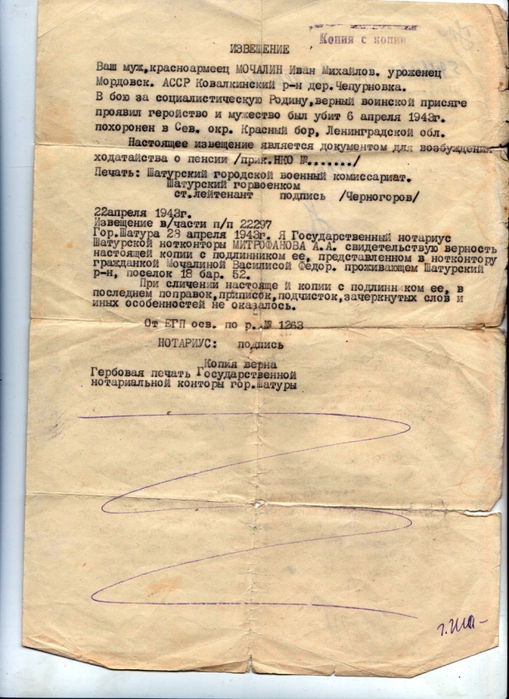 Копия с копии
ИЗВЕЩЕНИЕ
Ваш муж,красноармеец МОЧАЛИН Иван Михайлов. уроженец
Мордовск. АССР Ковалкинский р-н дер.Чепурновка.
В бою за социалистическую Родину,верный воинской присяге
проявил геройство и мужество был убит 6 апреля 1943г.
похоронен в Сев. окр. Красный бор, Ленинградской обл.
Настоящее извещение является документом для возбуждения
ходатайства о пенсии /прик.НКО №......./
Печать: Шатурский городской военный комиссариат.
Шатурский горвоенком
ст.лейтенант подпись /Черногоров/
22апреля 1943г.
Извещение в/части п/п 22297
Гор.Шатура 28 апреля 1943г. Я Государственный нотариус
Шатурской нотконторы МИТРОФАНОВА А.А. свидетельствую верность
настоящей копии с подлинником ее, представленном в нотконтору
гражданкой Мочалиной Василисой Федор. проживающем Шатурский
р-н, поселок 18 бар. 52.
При сличении настояще й копии с подлинником ее, в
последнем поправок,приписок,подчисток,зачеркнутых слов и
иных особенностей не оказалось.
От ЕГП осв. по р. № 1263
НОТАРИУС: подпись
Копия верна
Гербовая печать Государственной
нотариальной конторы гор.Шатуры